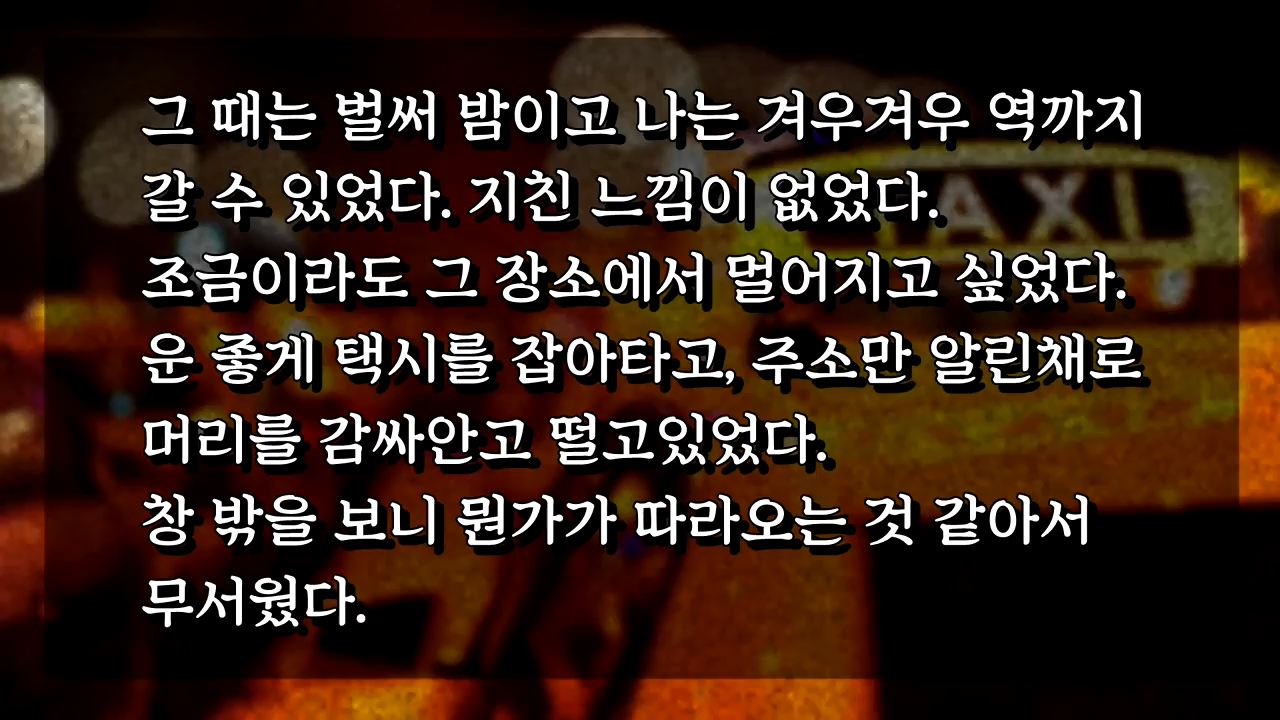 그 때는 벌써 밤이고 나는 겨우겨우 역까지
갈 수 있었다. 지친 느낌이 없었다.
조금이라도 그 장소에서 멀어지고 싶었다.
운 좋게 택시를 잡아타고, 주소만 알린채로
머리를 감싸안고 떨고있었다.
창 밖을 보니 뭔가가 따라오는 것 같아서
무서웠다.
TAXI